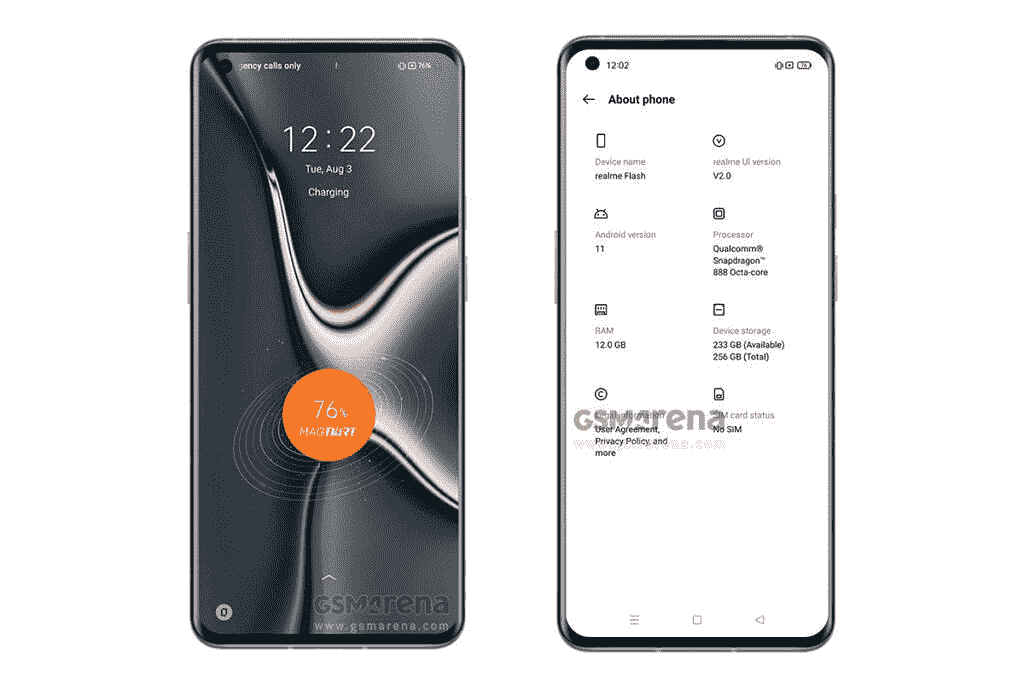 gency calls only
76%
12:22
Tue, Aug 3
Charging
76%
MAGDART
GSMarena
www.gsmarena.com
12:02
76
About phone
Device name
realme Flash
realme UI version
V2.0
Android version
11
Processor
Qualcomm®
Snapdragon™
888 Octa-core
RAM
12.0 GB
Device storage
233 GB (Available)
256 GB (Total)
Legal information
User Agreement,
Privacy Policy, and
more
SIM card status
No SIM
GSMarena
www.gsmarena.com